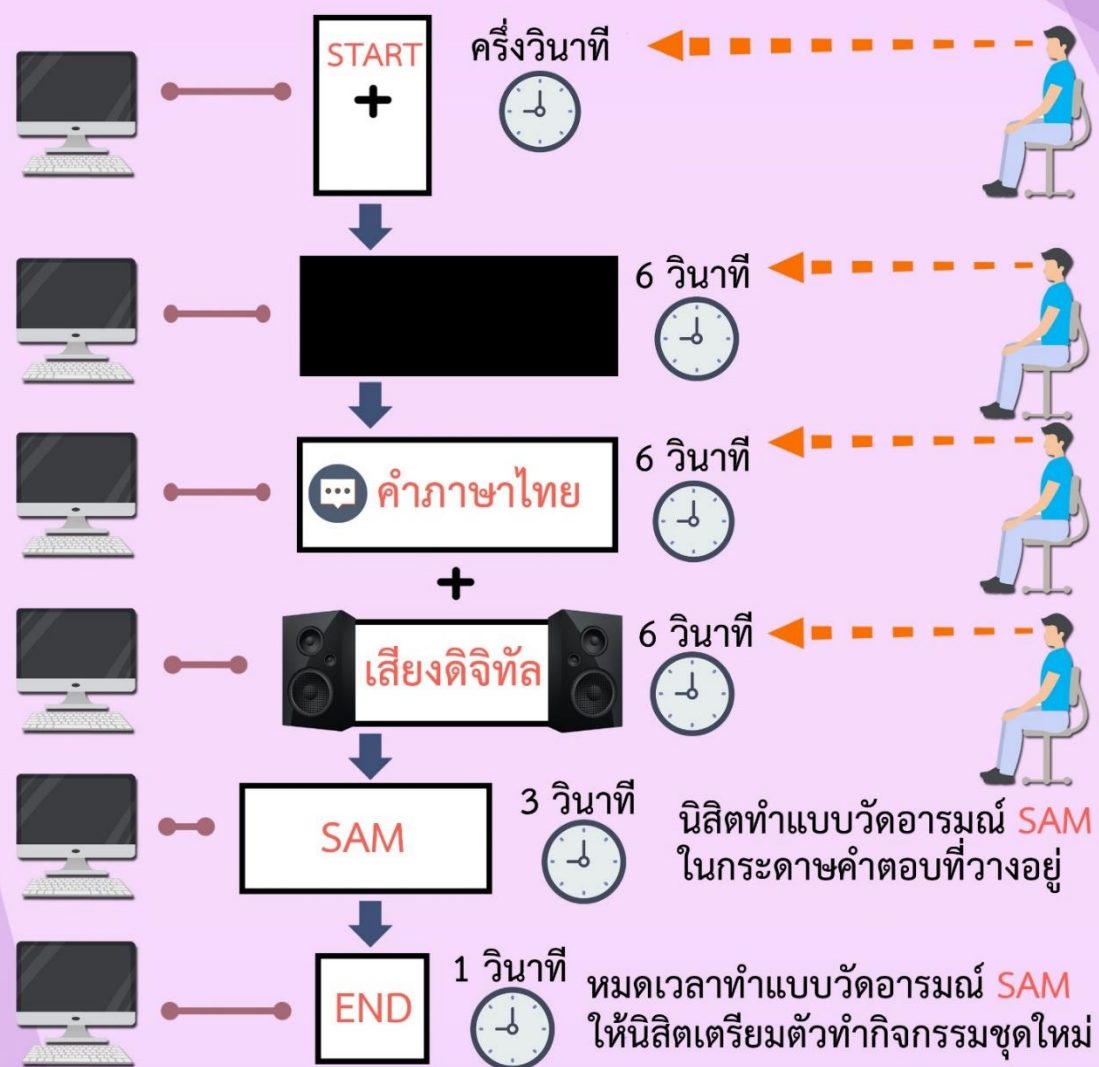 START
+
ครึ่งวินาที
6 วินาที
คำภาษาไทย
6 วินาที
+
เสียงดิจิทัล
6 วินาที
SAM
3 วินาที
นิสิตทำแบบวัดอารมณ์ SAM
ในกระดาษคำตอบที่วางอยู่
END
1 วินาที
หมดเวลาทำแบบวัดอารมณ์ SAM
ให้นิสิตเตรียมตัวทำกิจกรรมชุดใหม่